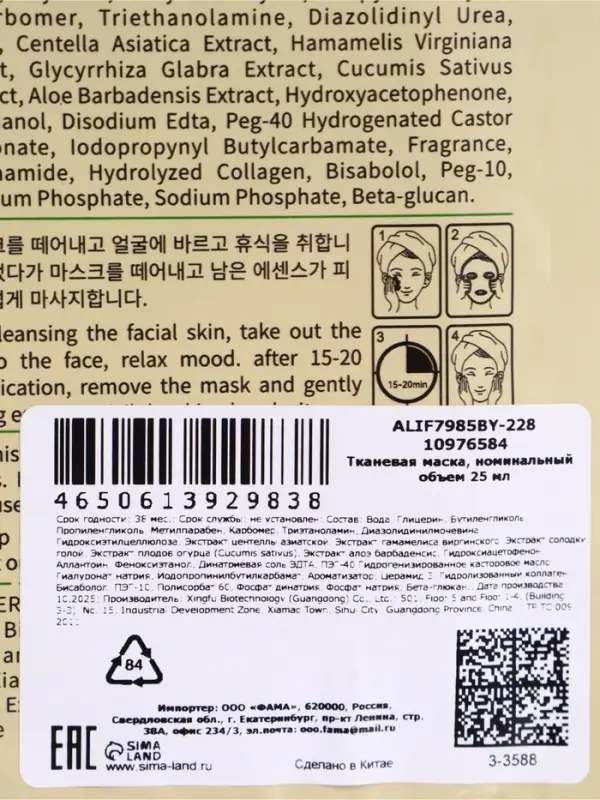 rbomer, Triethanolamine, Diazolidinyl Urea,
Centella Asiatica Extract, Hamamelis Virginiana
t, Glycyrrhiza Glabra Extract, Cucumis Sativus
ct, Aloe Barbadensis Extract, Hydroxyacetophenone,
anol, Disodium Edta, Peg-40 Hydrogenated Castor
onate, Iodopropynyl Butylcarbamate, Fragrance,
namide, Hydrolyzed Collagen, Bisabolol, Peg-10,
um Phosphate, Sodium Phosphate, Beta-glucan.
크를 떼어내고 얼굴에 바르고 휴식을 취합니
었다가 마스크를 떼어내고 남은 에센스가 피
럽게 마사지합니다.
1 2
3 4
15-20min
leansing the facial skin, take out the
o the face, relax mood. after 15-20
ication, remove the mask and gently
ALIF7985BY-228
10976584
Тканевая маска, номинальный
объем 25 мл
4650613929838
Срок годности: 36 мес. Срок службы: не установлен. Состав: Вода, Глицерин, Бутиленгликоль
Пропиленгликоль, Метилпарабен, Карбомер, Триэтаноламин, Диазолидинилмочевина
Гидроксиэтилцеллюлоза, Экстракт центеллы азиатской, Экстракт гамамелиса виргинского, Экстракт солодки
голой, Экстракт плодов огурца (Cucumis sativus), Экстракт алоэ барбаденсис, Гидроксиацетофенон,
Аллантоин, Феноксиэтанол, Динатриевая соль ЭДТА, ПЭГ-40 Гидрогенизированное касторовое масло,
Гиалуронат натрия, Иодопропинилбутилкарбамат, Ароматизатор, Церамид 3, Гидролизованный коллаген,
Бисаболол, ПЭГ-10, Полисорбат 60, Фосфат динатрия, Фосфат натрия, Бета-глюкан. Дата производства
10.2025; Производитель: Xingfu Biotechnology (Guangdong) Co., Ltd., 501, Floor 5 and Floor 1-4, (Building
3-3), No. 15, Industrial Development Zone, Xiamao Town, Sihui City, Guangdong Province, China ТР ТС 009
84
Импортер: ООО «ФАМА», 620000, Россия,
Свердловская обл., г. Екатеринбург, пр-кт Ленина, стр.
38А, офис 234/3, эл.почта: ooo.fama@mail.ru
EAC
SIMA LAND
www.sima-land.ru
Сделано в Китае
3-3588